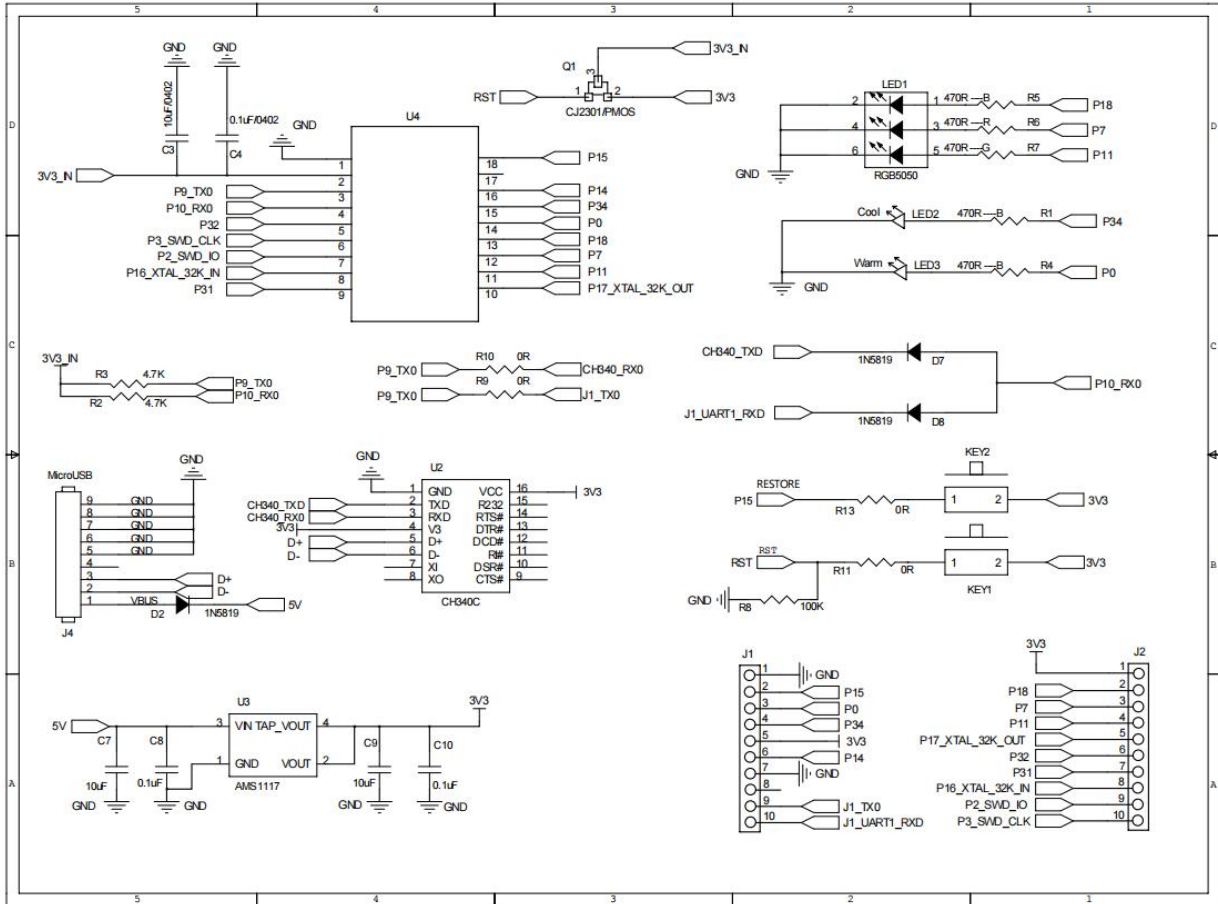 5 4 3 2 1
D
C
B
A
GND GND
10uF/0402
0.1uF/0402
C3 C4
3V3_IN
GND
U4
1
2
3
4
5
6
7
8
9
18
17
16
15
14
13
12
11
10
P9_TX0
P10_RX0
P32
P3_SWD_CLK
P2_SWD_IO
P16_XTAL_32K_IN
P31
P15
P14
P34
P0
P18
P7
P11
P17_XTAL_32K_OUT
Q1
3
1 2
RST
3V3_IN
3V3
CJ2301/PMOS
LED1
2 1 470R ---B R5 P18
4 3 470R ---R R6 P7
6 5 470R ---G R7 P11
GND
RGB5050
Cool LED2 470R ---B R1 P34
Warm LED3 470R ---B R4 P0
GND
3V3_IN
R3 4.7K P9_TX0
R2 4.7K P10_RX0
P9_TX0 R10 0R CH340_RX0
P9_TX0 R9 0R J1_TX0
CH340_TXD 1N5819 D7
P10_RX0
J1_UART1_RXD 1N5819 D8
MicroUSB
GND
9 GND
8 GND
7 GND
6 GND
5 GND
4
3 D+
2 D-
1 VBUS D2 1N5819 5V
J4
U2
GND
1 GND VCC 16 3V3
CH340_TXD 2 TXD R232 15
CH340_RX0 3 RXD RTS# 14
3V3 4 V3 DTR# 13
D+ 5 D+ DCD# 12
D- 6 D- RI# 11
7 XI DSR# 10
8 XO CTS# 9
CH340C
KEY2
P15 RESTORE R13 0R 1 2 3V3
RST RST R11 0R 1 2 3V3
KEY1
GND R8 100K
U3
5V 3 VIN TAP_VOUT 4 3V3
C7 C8 1 GND VOUT 2 C9 C10
10uF 0.1uF AMS1117 10uF 0.1uF
GND GND GND GND
J1
1 GND
2 P15
3 P0
4 P34
5 3V3
6 P14
7 GND
8
9 J1_TX0
10 J1_UART1_RXD
3V3 J2
1
P18 2
P7 3
P11 4
P17_XTAL_32K_OUT 5
P32 6
P31 7
P16_XTAL_32K_IN 8
P2_SWD_IO 9
P3_SWD_CLK 10
D
C
B
A
5 4 3 2 1